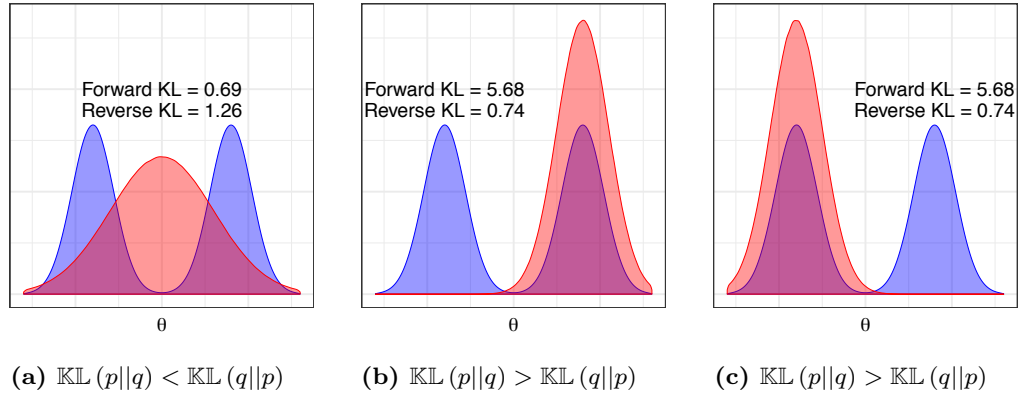 Forward KL = 0.69
Reverse KL = 1.26
θ
(a) 𝕂𝕃 (p||q) < 𝕂𝕃 (q||p)
Forward KL = 5.68
Reverse KL = 0.74
θ
(b) 𝕂𝕃 (p||q) > 𝕂𝕃 (q||p)
Forward KL = 5.68
Reverse KL = 0.74
θ
(c) 𝕂𝕃 (p||q) > 𝕂𝕃 (q||p)